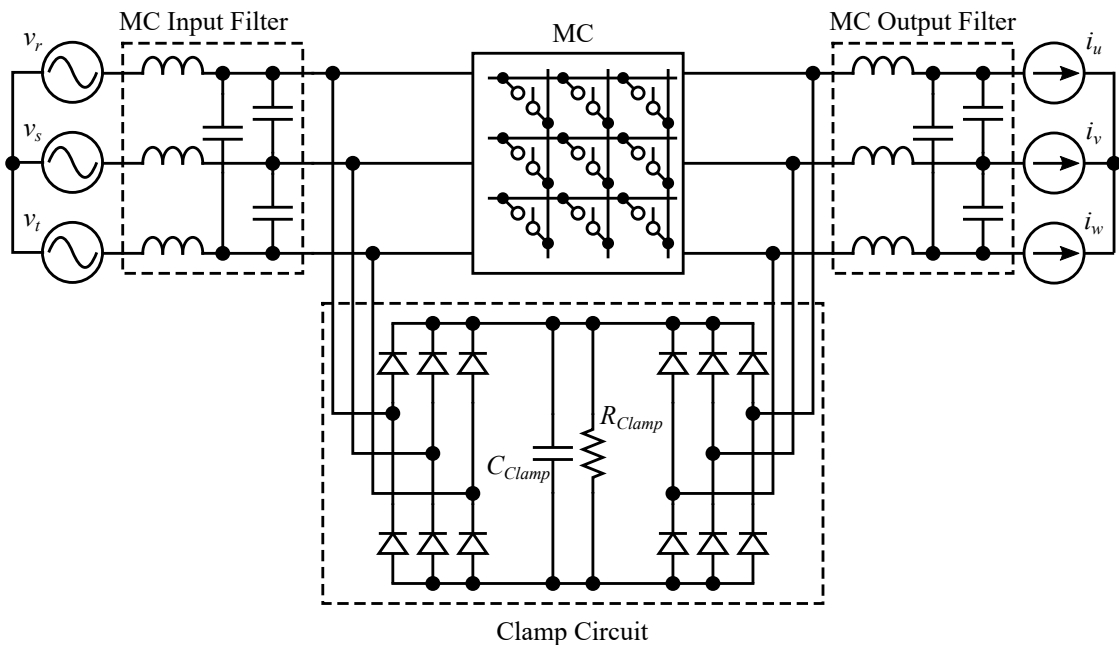 MC Input Filter
MC
MC Output Filter
v_r
i_u
v_s
i_v
v_t
i_w
R_Clamp
C_Clamp
Clamp Circuit